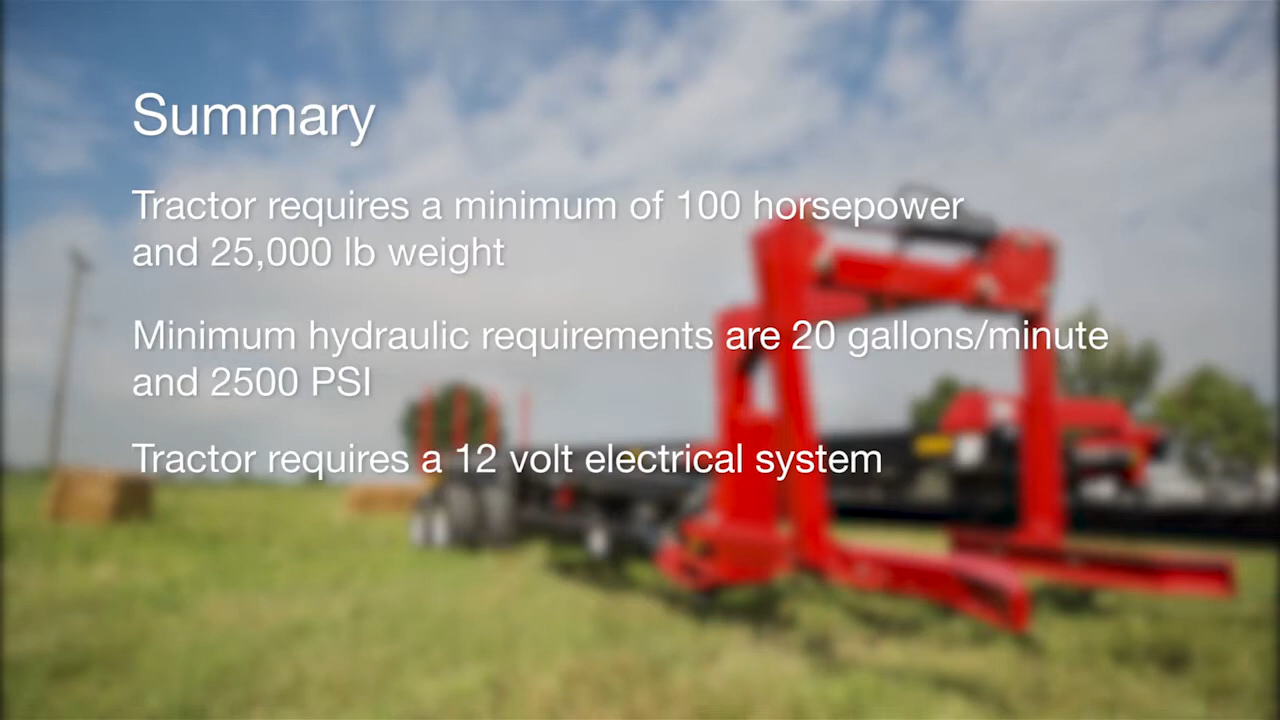 Summary
Tractor requires a minimum of 100 horsepower
and 25,000 lb weight
Minimum hydraulic requirements are 20 gallons/minute
and 2500 PSI
Tractor requires a 12 volt electrical system